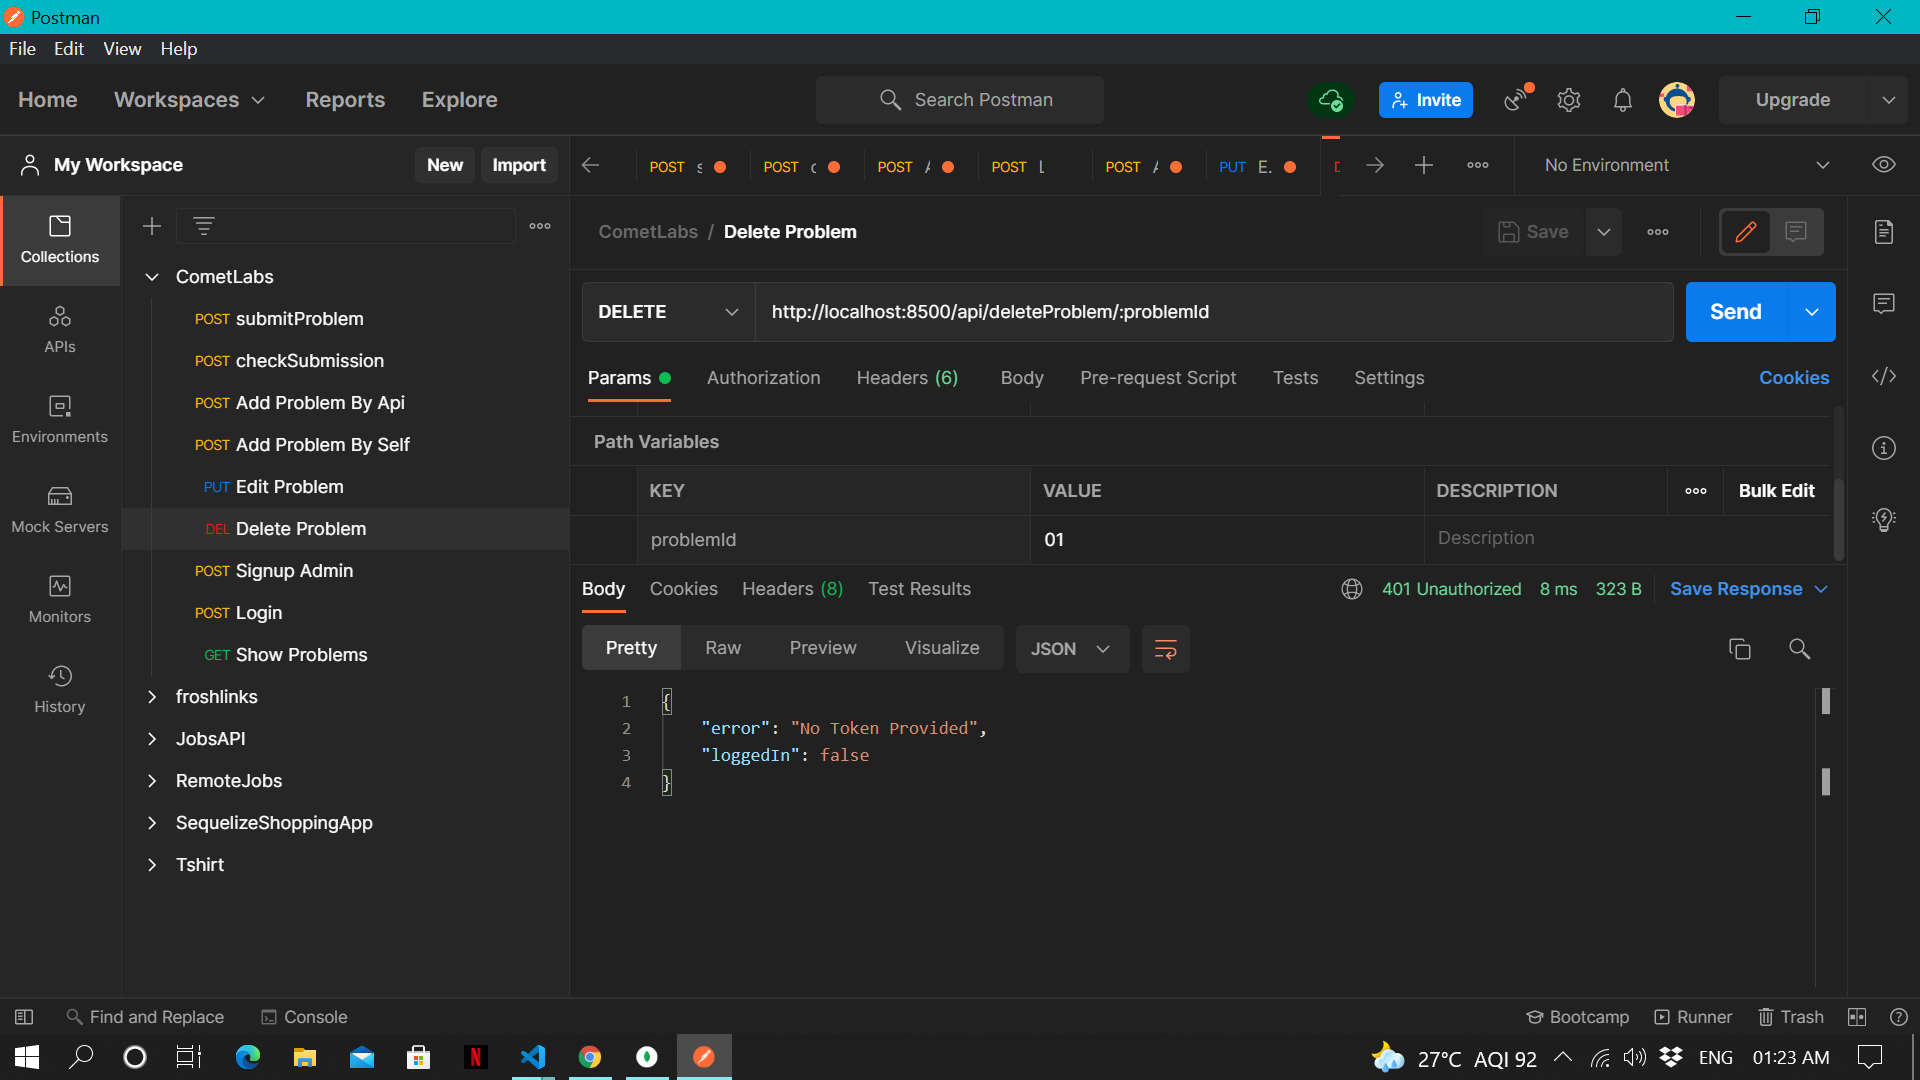 Postman
File Edit View Help
Home Workspaces Reports Explore
Search Postman
Invite
Upgrade
My Workspace
New Import
POST s
POST c
POST
POST
POST
PUT E.
No Environment
Collections
APIs
Environments
Mock Servers
Monitors
History
CometLabs
POST submitProblem
POST checkSubmission
POST Add Problem By Api
POST Add Problem By Self
PUT Edit Problem
DEL Delete Problem
POST Signup Admin
POST Login
GET Show Problems
froshlinks
JobsAPI
RemoteJobs
SequelizeShoppingApp
Tshirt
CometLabs / Delete Problem
Save
DELETE
http://localhost:8500/api/deleteProblem/:problemId
Send
Params Authorization Headers (6) Body Pre-request Script Tests Settings Cookies
Path Variables
KEY VALUE DESCRIPTION Bulk Edit
problemId 01 Description
Body Cookies Headers (8) Test Results
401 Unauthorized 8 ms 323 B Save Response
Pretty Raw Preview Visualize JSON
1 {
2 "error": "No Token Provided",
3 "loggedIn": false
4 }
Find and Replace Console
Bootcamp Runner Trash
27°C AQI 92 ENG 01:23 AM